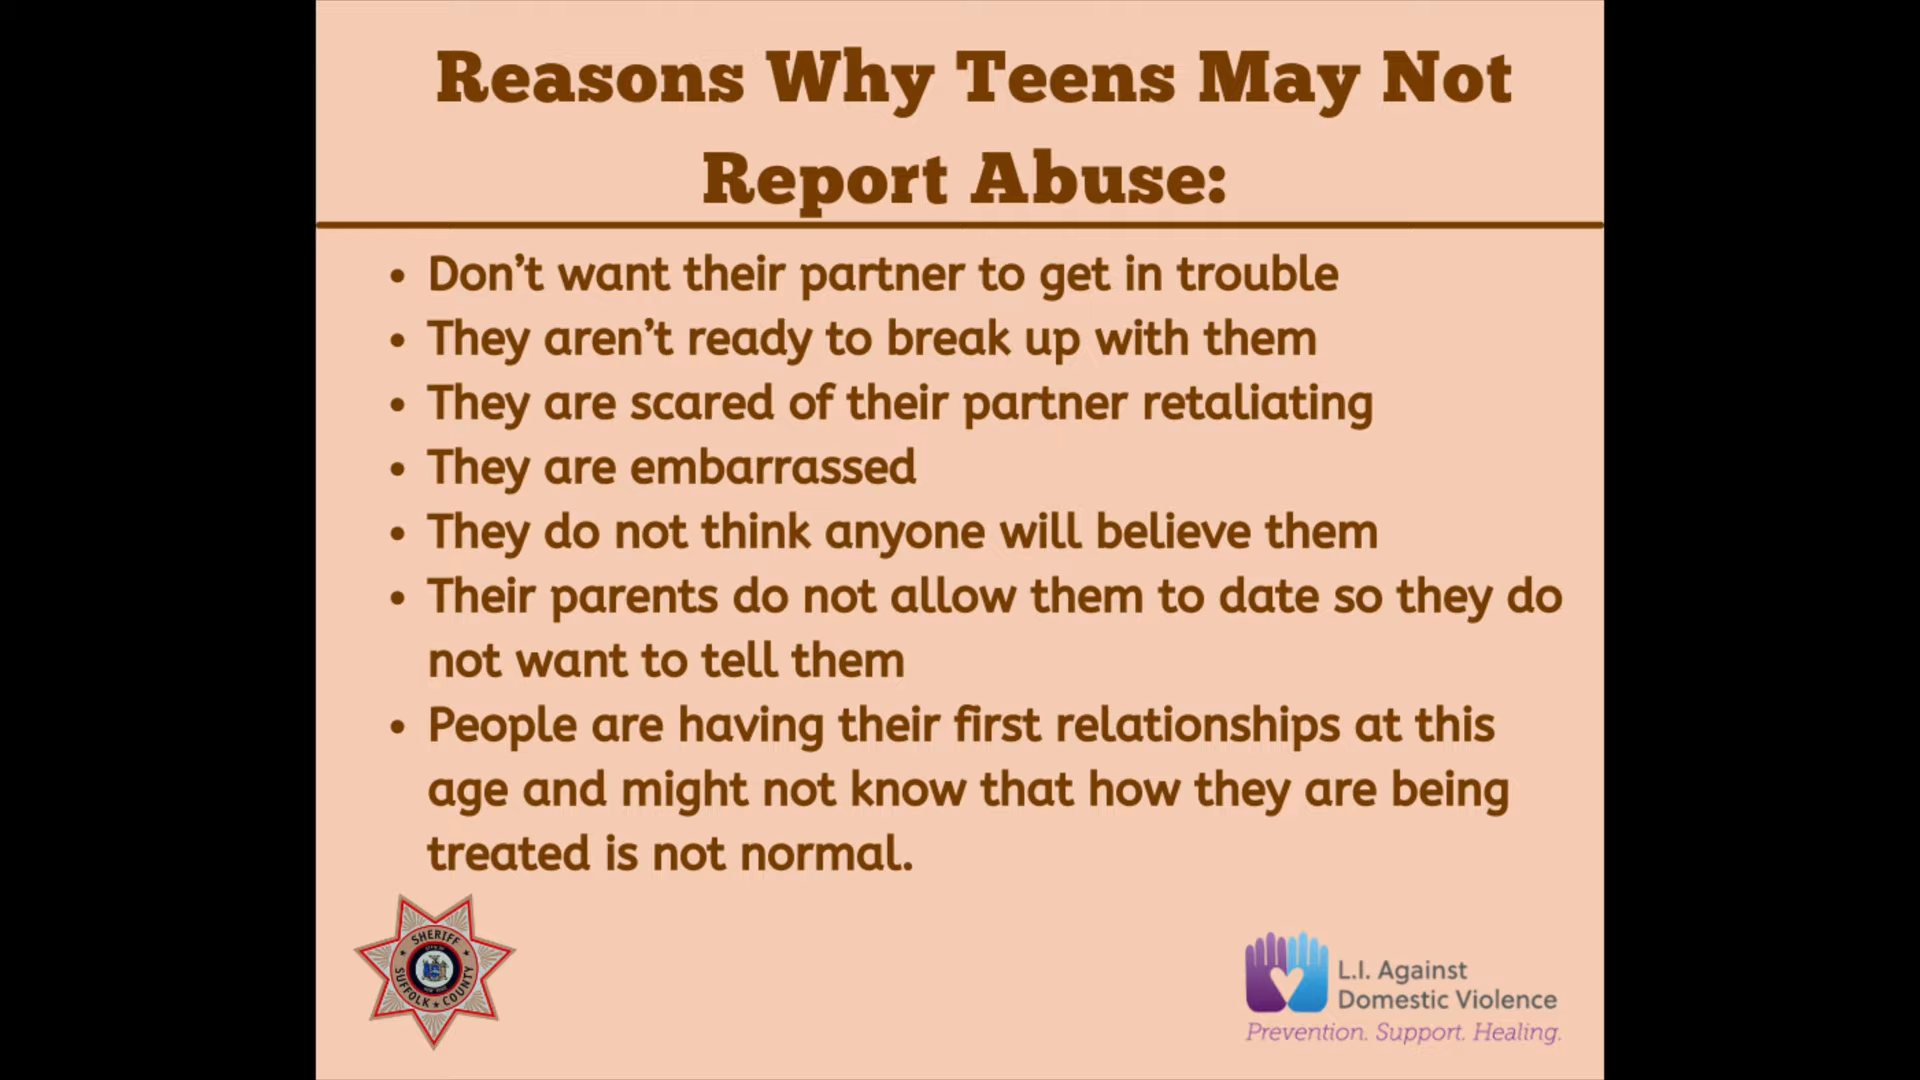 Reasons Why Teens May Not
Report Abuse:
• Don't want their partner to get in trouble
• They aren't ready to break up with them
• They are scared of their partner retaliating
• They are embarrassed
• They do not think anyone will believe them
• Their parents do not allow them to date so they do
not want to tell them
• People are having their first relationships at this
age and might not know that how they are being
treated is not normal.
SHERIFF
SUFFOLK ★ COUNTY
L.I. Against
Domestic Violence
Prevention. Support. Healing.